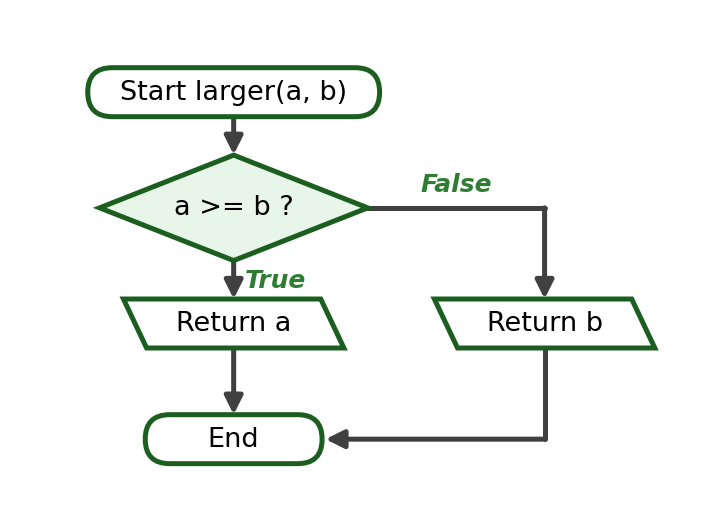 Start larger(a, b)
a >= b ?
False
True
Return a
Return b
End